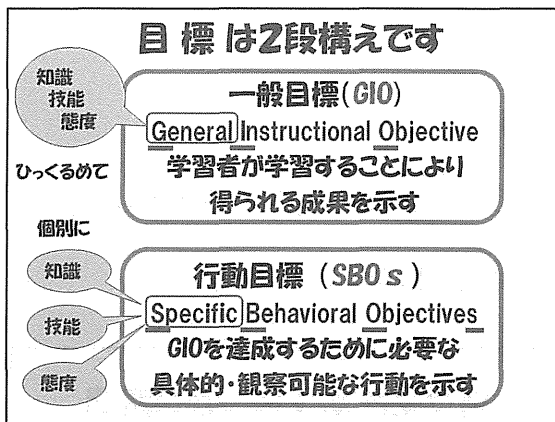 目 標 は2段構えです
知識
技能
態度
ひっくるめて
一般目標(GIO)
General Instructional Objective
学習者が学習することにより
得られる成果を示す
個別に
知識
技能
態度
行動目標 (SBO s)
Specific Behavioral Objectives
GIOを達成するために必要な
具体的・観察可能な行動を示す